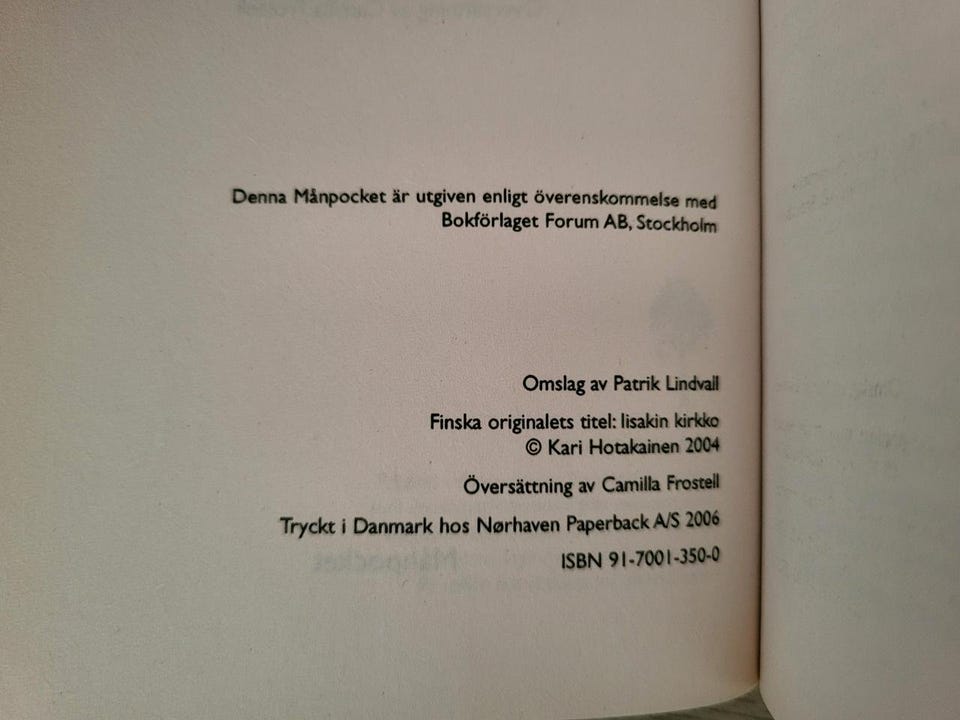 Denna Månpocket är utgiven enligt överenskommelse med
Bokförlaget Forum AB, Stockholm
Omslag av Patrik Lindvall
Finska originalets titel: Iisakin kirkko
© Kari Hotakainen 2004
Översättning av Camilla Frostell
Tryckt i Danmark hos Nørhaven Paperback A/S 2006
ISBN 91-7001-350-0